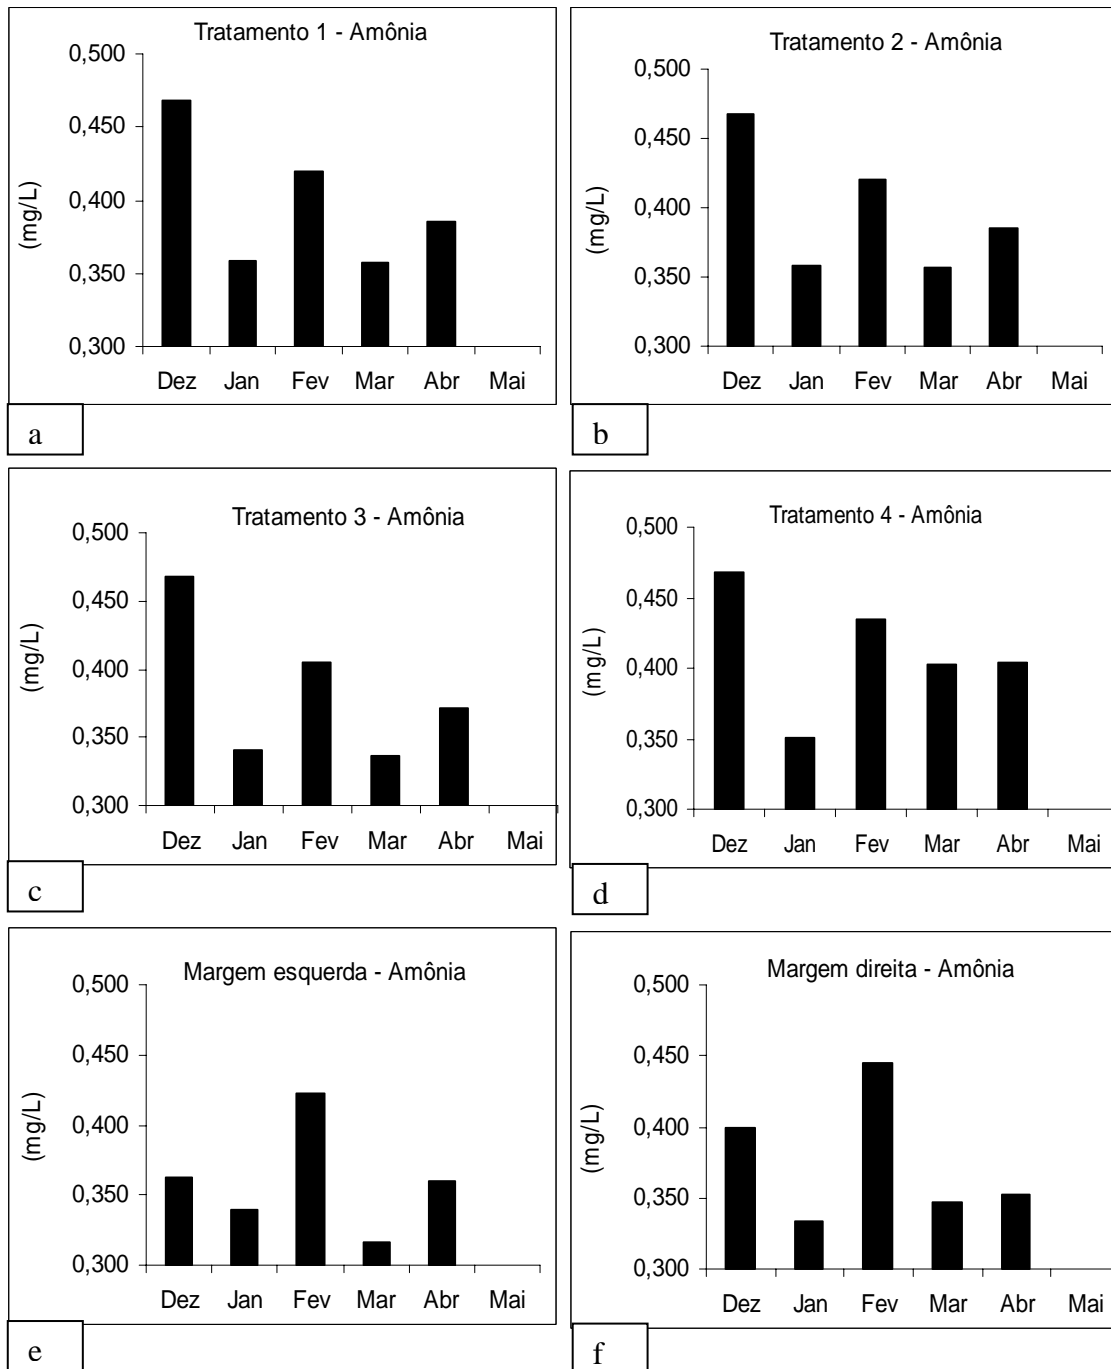 Tratamento 1 - Amônia
0,500
0,450
0,400
0,350
0,300
(mg/L)
Dez Jan Fev Mar Abr Mai
a
Tratamento 2 - Amônia
0,500
0,450
0,400
0,350
0,300
(mg/L)
Dez Jan Fev Mar Abr Mai
b
Tratamento 3 - Amônia
0,500
0,450
0,400
0,350
0,300
(mg/L)
Dez Jan Fev Mar Abr Mai
c
Tratamento 4 - Amônia
0,500
0,450
0,400
0,350
0,300
(mg/L)
Dez Jan Fev Mar Abr Mai
d
Margem esquerda - Amônia
0,500
0,450
0,400
0,350
0,300
(mg/L)
Dez Jan Fev Mar Abr Mai
e
Margem direita - Amônia
0,500
0,450
0,400
0,350
0,300
(mg/L)
Dez Jan Fev Mar Abr Mai
f